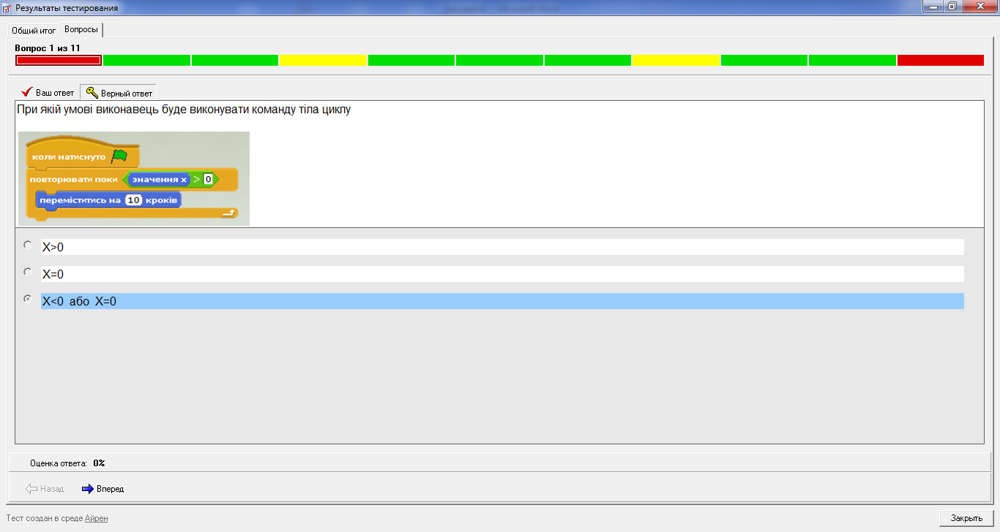 Результаты тестирования
Общий итог Вопросы
Вопрос 1 из 11
Ваш ответ Верный ответ
При якій умові виконавець буде виконувати команду тіла циклу
коли натиснуто
повторювати поки значення x > 0
переміститись на 10 кроків
X>0
X=0
X<0 або X=0
Оценка ответа: 0%
Назад Вперед
Тест создан в среде Айрен
Закрыть